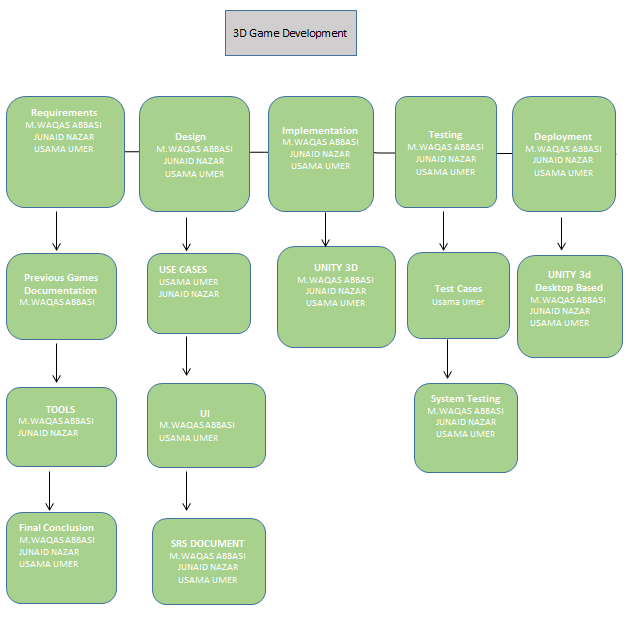 3D Game Development
Requirements
M.WAQAS ABBASI
JUNAID NAZAR
USAMA UMER
Design
M.WAQAS ABBASI
JUNAID NAZAR
USAMA UMER
Implementation
M.WAQAS ABBASI
JUNAID NAZAR
USAMA UMER
Testing
M.WAQAS ABBASI
JUNAID NAZAR
USAMA UMER
Deployment
M.WAQAS ABBASI
JUNAID NAZAR
USAMA UMER
Previous Games
Documentation
M.WAQAS ABBASI
USE CASES
USAMA UMER
JUNAID NAZAR
UNITY 3D
M.WAQAS ABBASI
JUNAID NAZAR
USAMA UMER
Test Cases
Usama Umer
UNITY 3d
Desktop Based
M.WAQAS ABBASI
JUNAID NAZAR
USAMA UMER
TOOLS
M.WAQAS ABBASI
JUNAID NAZAR
UI
M.WAQAS ABBASI
USAMA UMER
System Testing
M.WAQAS ABBASI
JUNAID NAZAR
USAMA UMER
Final Conclusion
M.WAQAS ABBASI
JUNAID NAZAR
USAMA UMER
SRS DOCUMENT
M.WAQAS ABBASI
JUNAID NAZAR
USAMA UMER